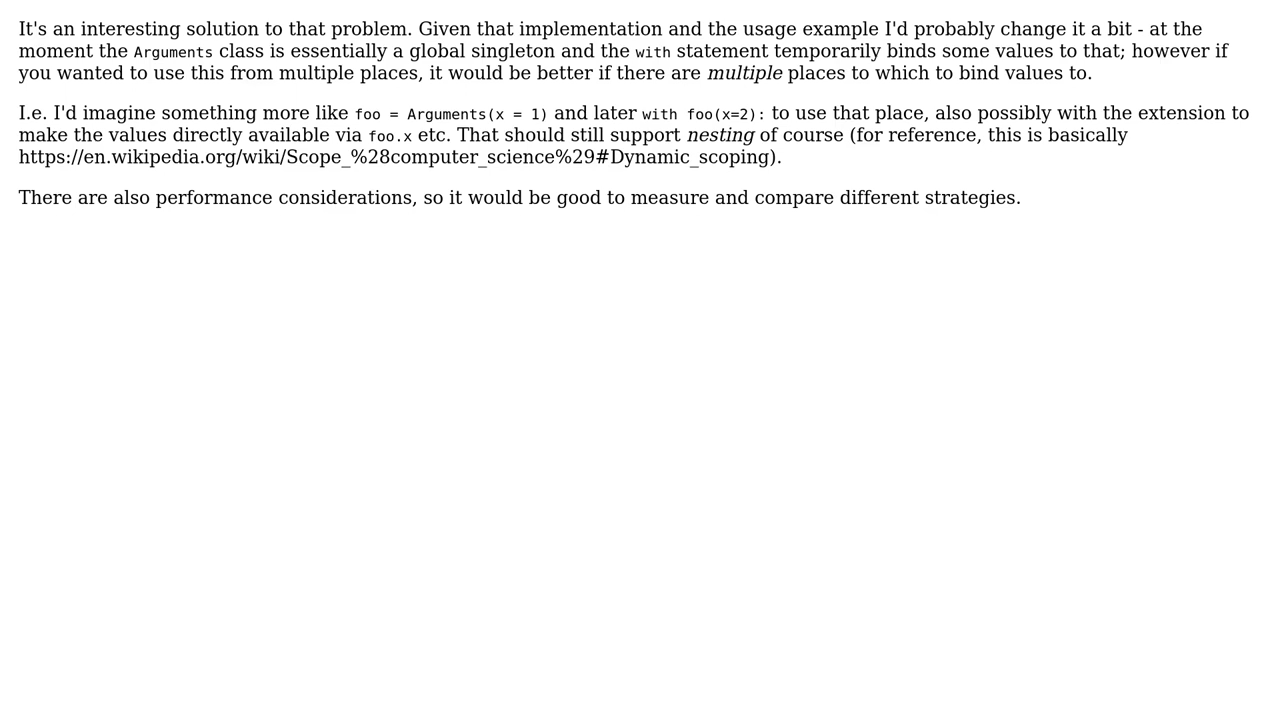 It's an interesting solution to that problem. Given that implementation and the usage example I'd probably change it a bit - at the
moment the Arguments class is essentially a global singleton and the with statement temporarily binds some values to that; however if
you wanted to use this from multiple places, it would be better if there are multiple places to which to bind values to.
I.e. I'd imagine something more like foo = Arguments(x = 1) and later with foo(x=2): to use that place, also possibly with the extension to
make the values directly available via foo.x etc. That should still support nesting of course (for reference, this is basically
https://en.wikipedia.org/wiki/Scope_%28computer_science%29#Dynamic_scoping).
There are also performance considerations, so it would be good to measure and compare different strategies.